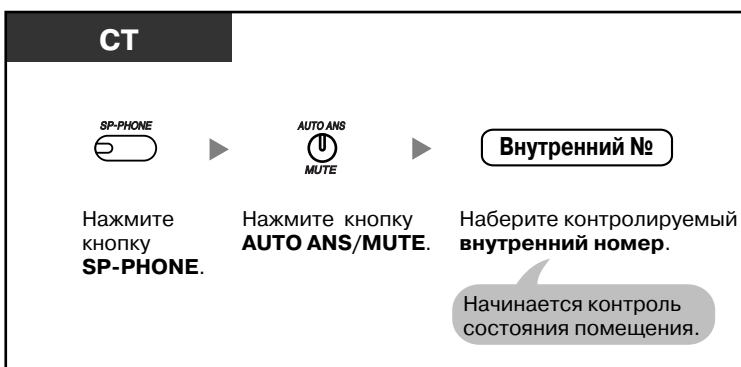 СТ
SP-PHONE
AUTO ANS
MUTE
Внутренний №
Нажмите
кнопку
SP-PHONE.
Нажмите кнопку
AUTO ANS/MUTE.
Наберите контролируемый
внутренний номер.
Начинается контроль
состояния помещения.